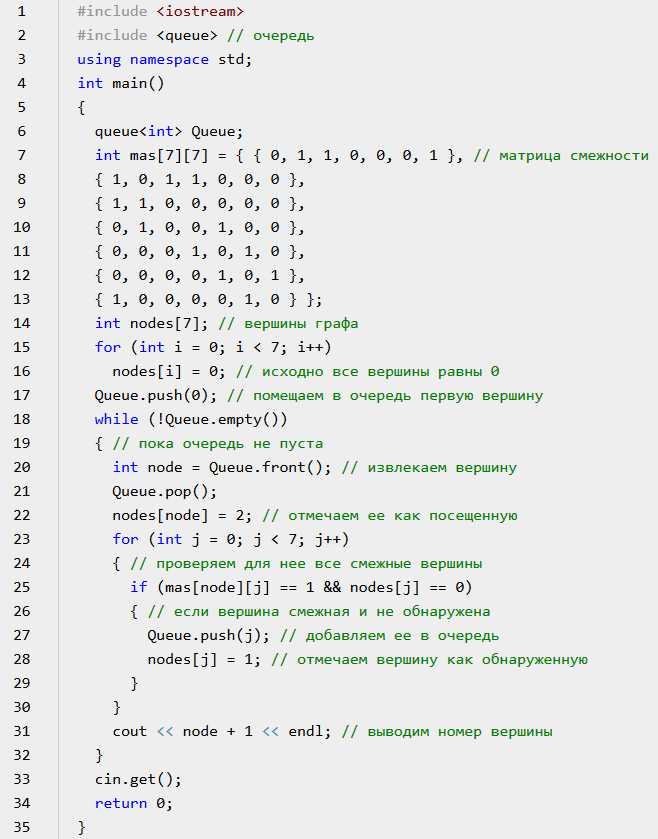 1 #include <iostream>
2 #include <queue> // очередь
3 using namespace std;
4 int main()
5 {
6 queue<int> Queue;
7 int mas[7][7] = { { 0, 1, 1, 0, 0, 0, 1 }, // матрица смежности
8 { 1, 0, 1, 1, 0, 0, 0 },
9 { 1, 1, 0, 0, 0, 0, 0 },
10 { 0, 1, 0, 0, 1, 0, 0 },
11 { 0, 0, 0, 1, 0, 1, 0 },
12 { 0, 0, 0, 0, 1, 0, 1 },
13 { 1, 0, 0, 0, 0, 1, 0 } };
14 int nodes[7]; // вершины графа
15 for (int i = 0; i < 7; i++)
16 nodes[i] = 0; // исходно все вершины равны 0
17 Queue.push(0); // помещаем в очередь первую вершину
18 while (!Queue.empty())
19 { // пока очередь не пуста
20 int node = Queue.front(); // извлекаем вершину
21 Queue.pop();
22 nodes[node] = 2; // отмечаем ее как посещенную
23 for (int j = 0; j < 7; j++)
24 { // проверяем для нее все смежные вершины
25 if (mas[node][j] == 1 && nodes[j] == 0)
26 { // если вершина смежная и не обнаружена
27 Queue.push(j); // добавляем ее в очередь
28 nodes[j] = 1; // отмечаем вершину как обнаруженную
29 }
30 }
31 cout << node + 1 << endl; // выводим номер вершины
32 }
33 cin.get();
34 return 0;
35 }